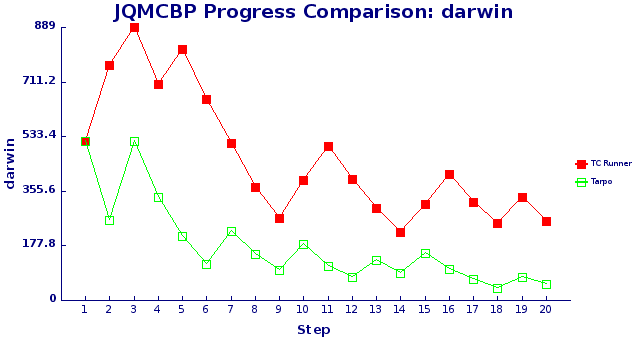 JQMCBP Progress Comparison: darwin
889
711.2
533.4
355.6
177.8
0
darwin
1 2 3 4 5 6 7 8 9 10 11 12 13 14 15 16 17 18 19 20
Step
TC Runner
Tarpo